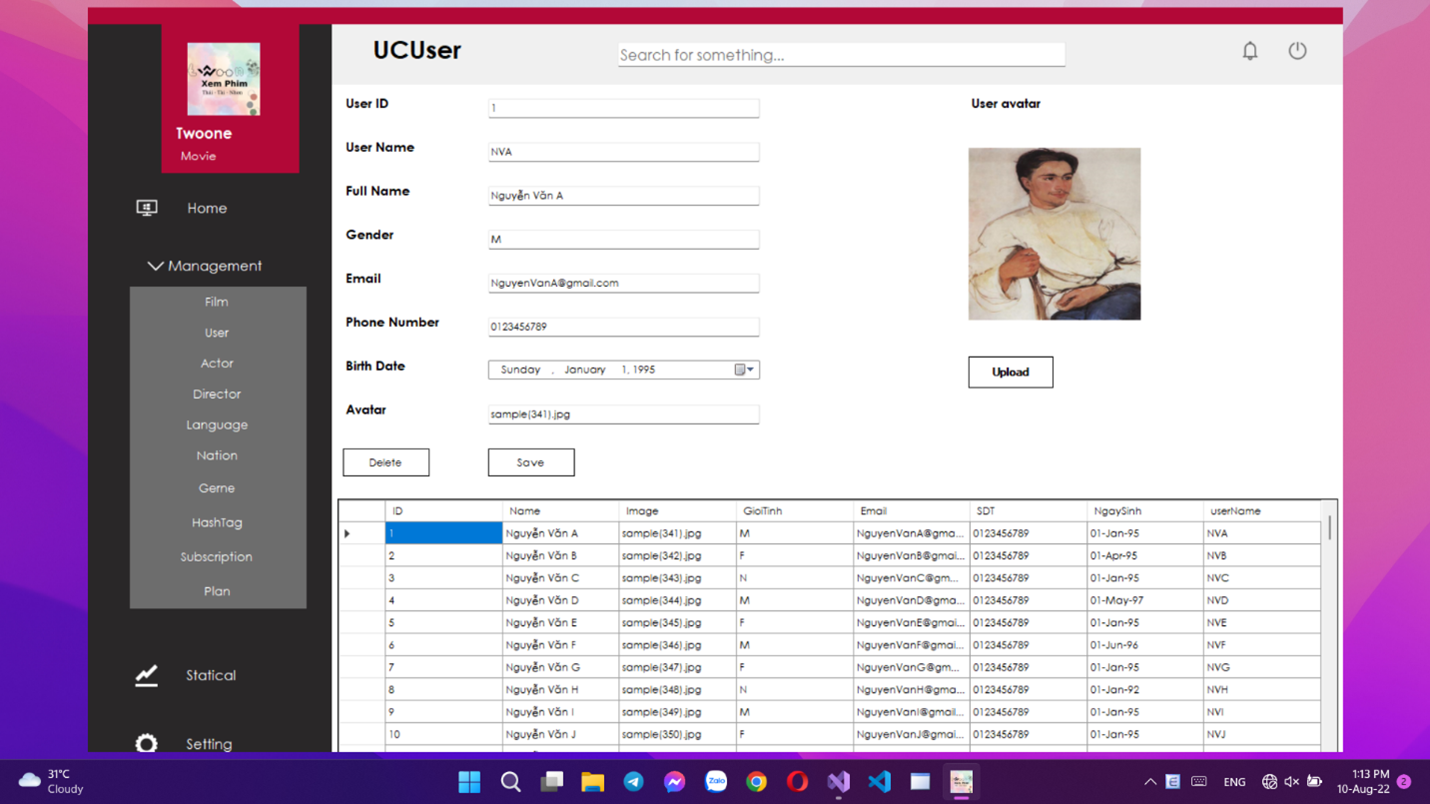 Xem Phim
Thái - Tài - Nhơn
Twoone
Movie
Home
Management
Film
User
Actor
Director
Language
Nation
Gerne
HashTag
Subscription
Plan
Statical
Setting
UCUser
Search for something...
User ID 1
User Name NVA
Full Name Nguyễn Văn A
Gender M
Email NguyenVanA@gmail.com
Phone Number 0123456789
Birth Date Sunday , January 1, 1995
Avatar sample(341).jpg
User avatar
Upload
Delete Save
ID Name Image GioiTinh Email SDT NgaySinh userName
1 Nguyễn Văn A sample(341).jpg M NguyenVanA@gma... 0123456789 01-Jan-95 NVA
2 Nguyễn Văn B sample(342).jpg F NguyenVanB@gmai... 0123456789 01-Apr-95 NVB
3 Nguyễn Văn C sample(343).jpg N NguyenVanC@gm... 0123456789 01-Jan-95 NVC
4 Nguyễn Văn D sample(344).jpg M NguyenVanD@gma... 0123456789 01-May-97 NVD
5 Nguyễn Văn E sample(345).jpg F NguyenVanE@gmai... 0123456789 01-Jan-95 NVE
6 Nguyễn Văn F sample(346).jpg M NguyenVanF@gmai... 0123456789 01-Jun-96 NVF
7 Nguyễn Văn G sample(347).jpg F NguyenVanG@gm... 0123456789 01-Jan-95 NVG
8 Nguyễn Văn H sample(348).jpg N NguyenVanH@gma... 0123456789 01-Jan-92 NVH
9 Nguyễn Văn I sample(349).jpg M NguyenVanI@gmail... 0123456789 01-Jan-95 NVI
10 Nguyễn Văn J sample(350).jpg F NguyenVanJ@gmai... 0123456789 01-Jan-95 NVJ
31°C
Cloudy
Zalo
ENG
1:13 PM
10-Aug-22
2